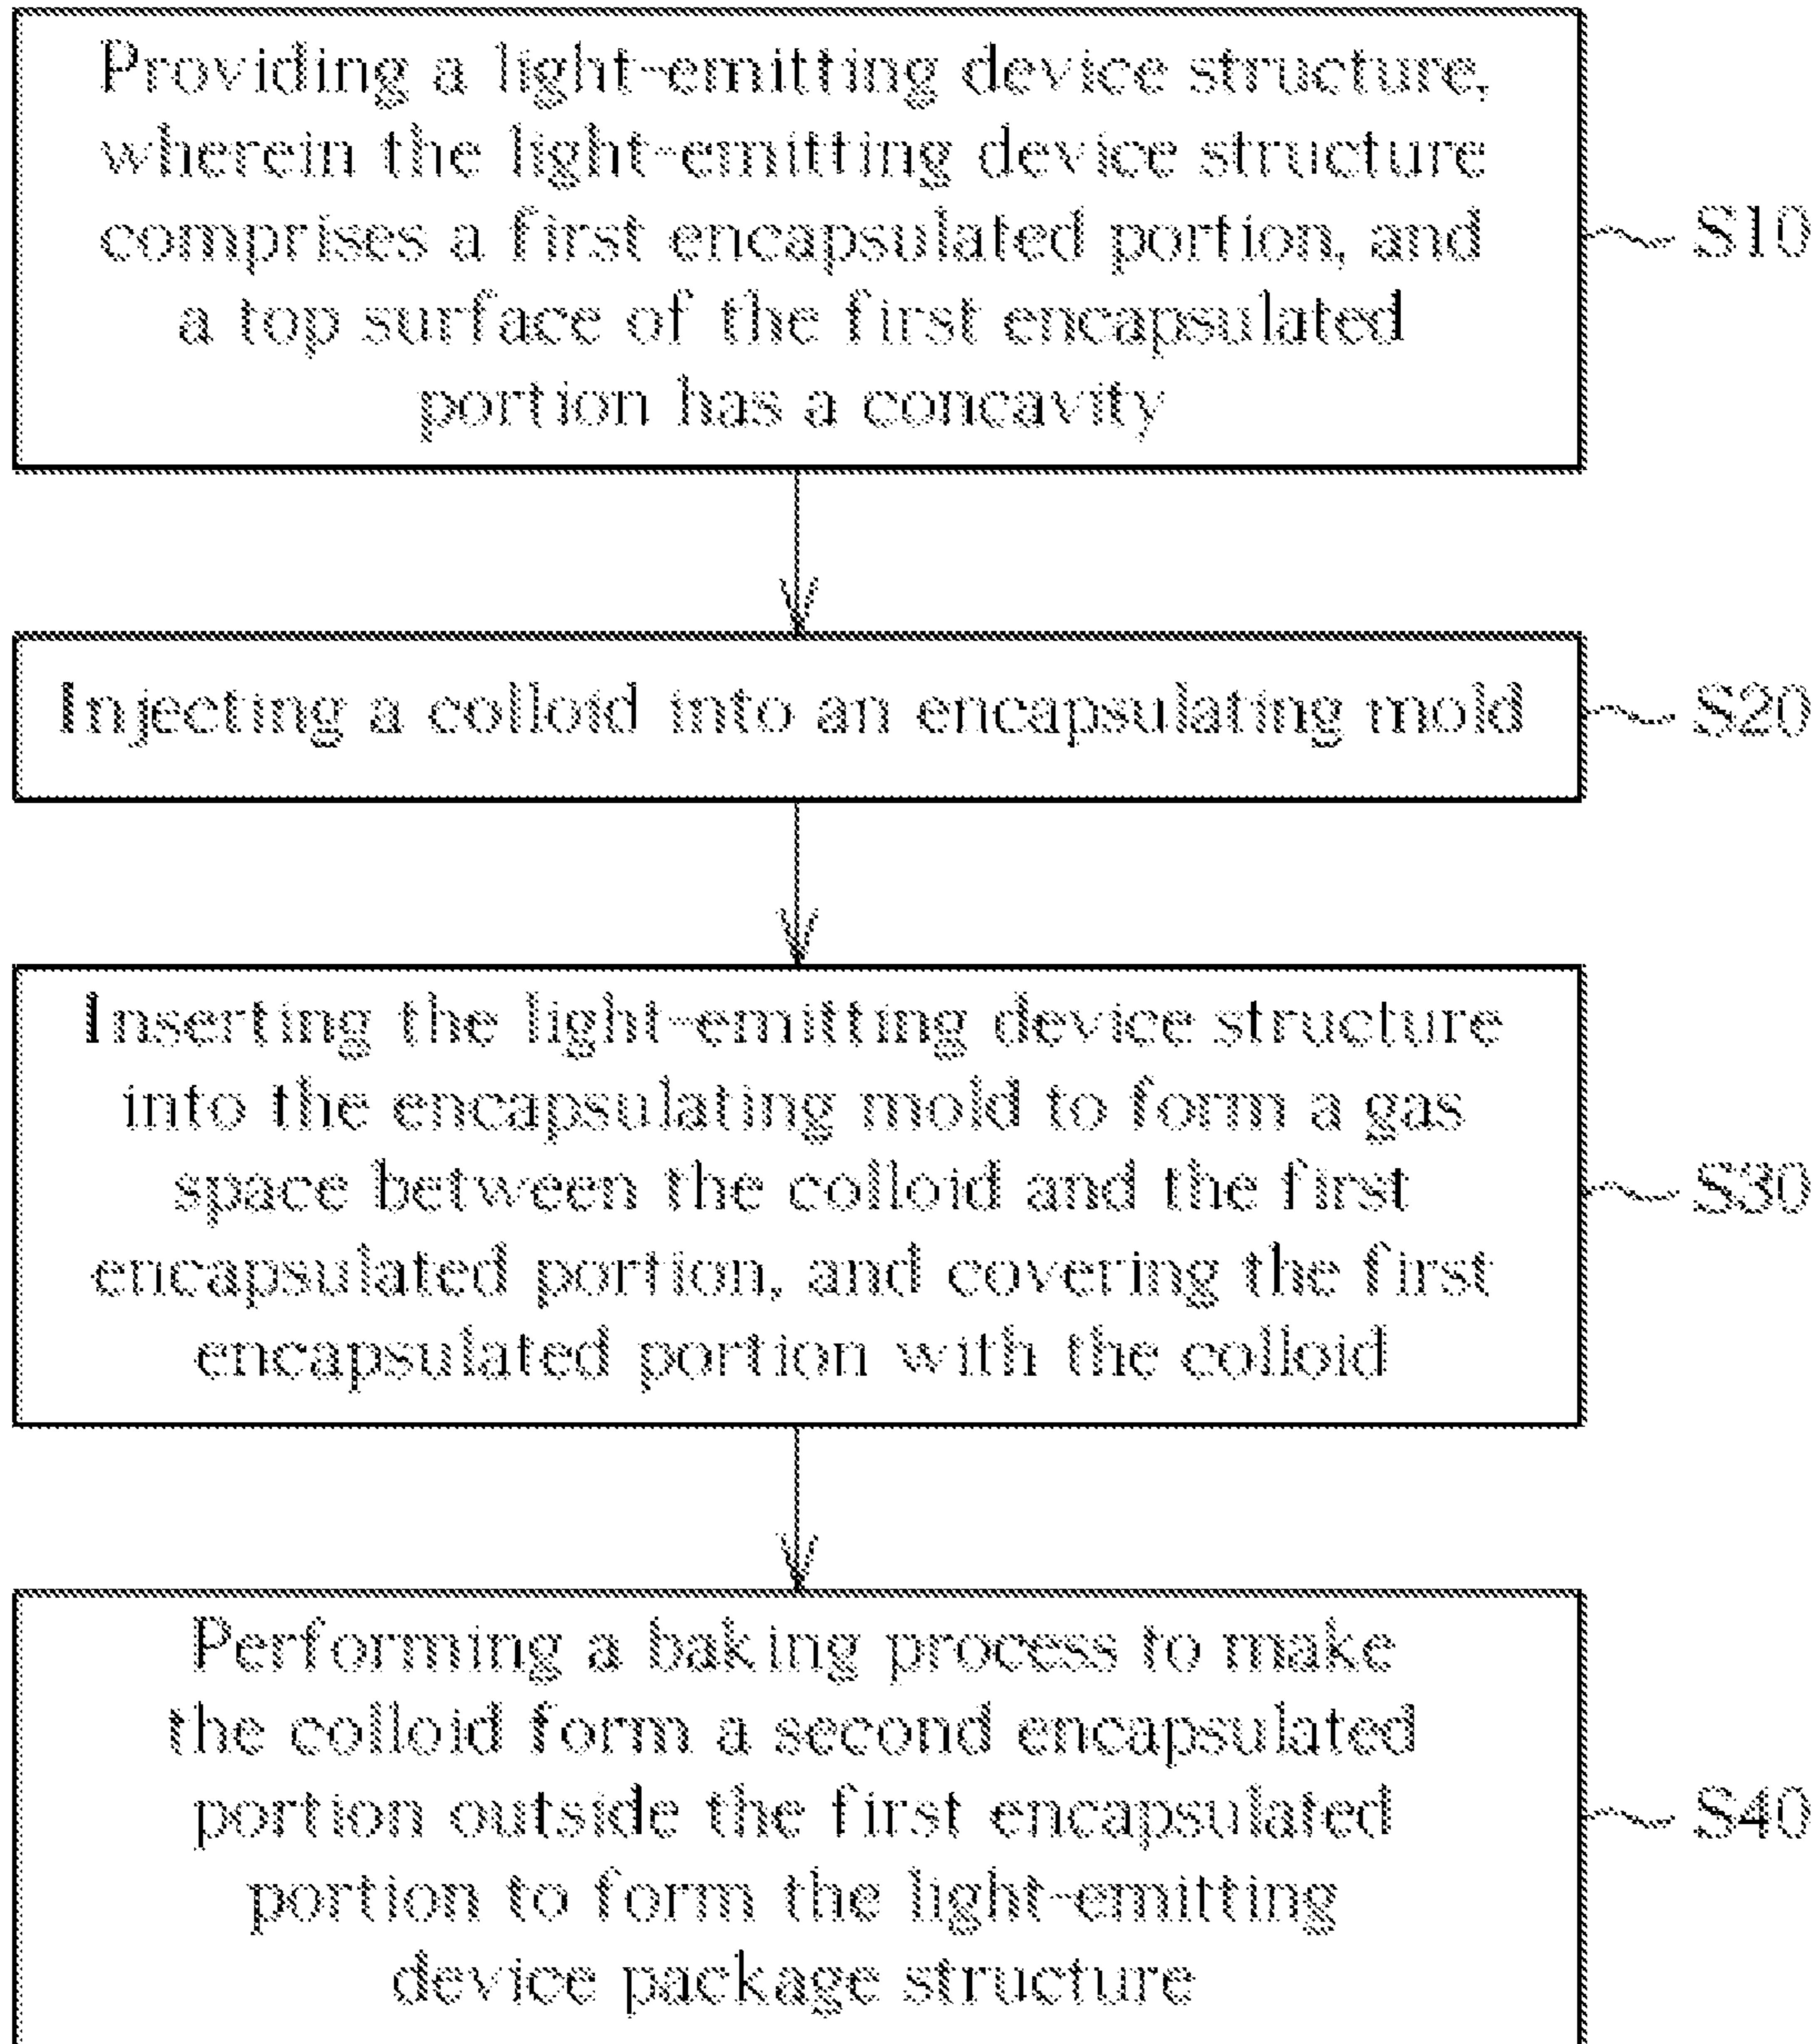 Providing a light-emitting device structure,
wherein the light-emitting device structure
comprises a first encapsulated portion, and
a top surface of the first encapsulated
portion has a concavity
S10
Injecting a colloid into an encapsulating mold
S20
Inserting the light-emitting device structure
into the encapsulating mold to form a gas
space between the colloid and the first
encapsulated portion, and covering the first
encapsulated portion with the colloid
S30
Performing a baking process to make
the colloid form a second encapsulated
portion outside the first encapsulated
portion to form the light-emitting
device package structure
S40